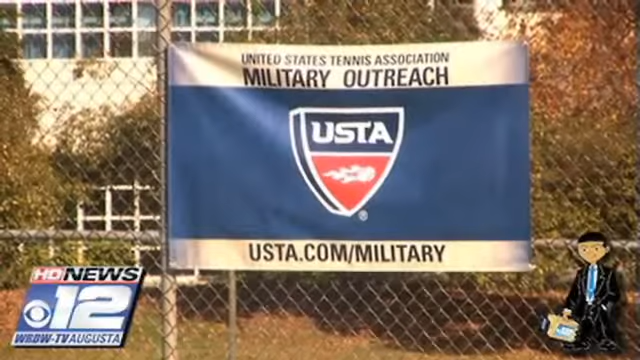 UNITED STATES TENNIS ASSOCIATION
MILITARY OUTREACH
USTA
®
USTA.COM/MILITARY
HD NEWS
12
WRDW-TV AUGUSTA